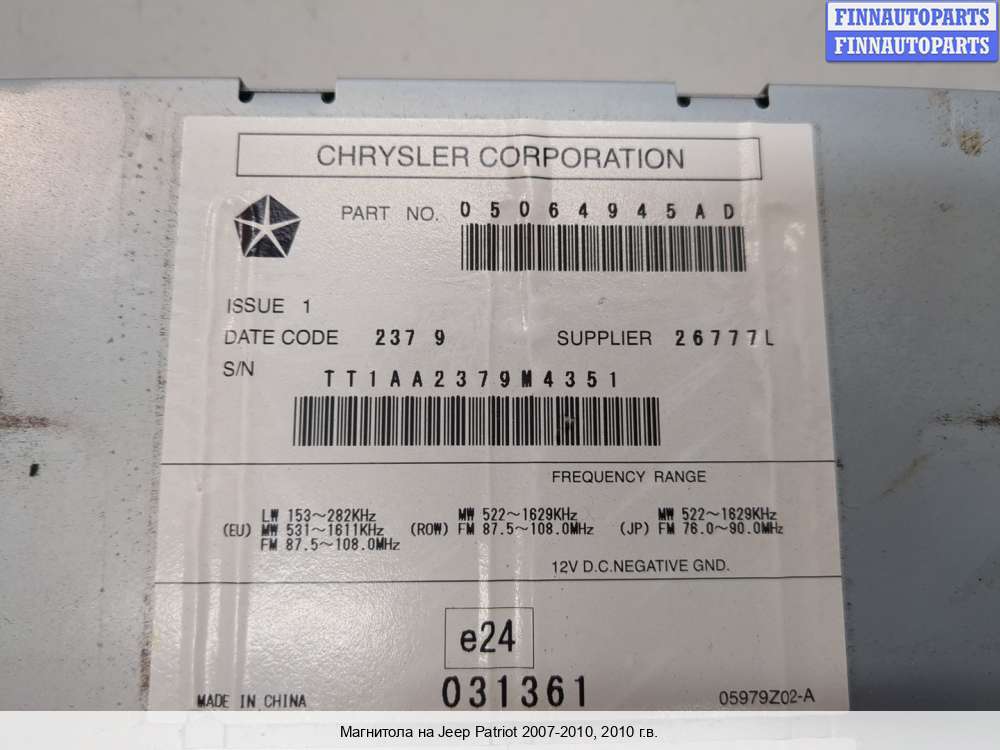 FINNAUTOPARTS
FINNAUTOPARTS
CHRYSLER CORPORATION
PART NO. 05064945AD
ISSUE 1
DATE CODE 2379 SUPPLIER 26777L
S/N
TT1AA2379M4351
FREQUENCY RANGE
LW 153~282KHz MW 522~1629KHz MW 522~1629KHz
(EU) MW 531~1611KHz (ROW) FM 87.5~108.0MHz (JP) FM 76.0~90.0MHz
FM 87.5~108.0MHz
12V D.C.NEGATIVE GND.
e24
031361
MADE IN CHINA 05979Z02-A
Магнитола на Jeep Patriot 2007-2010, 2010 г.в.